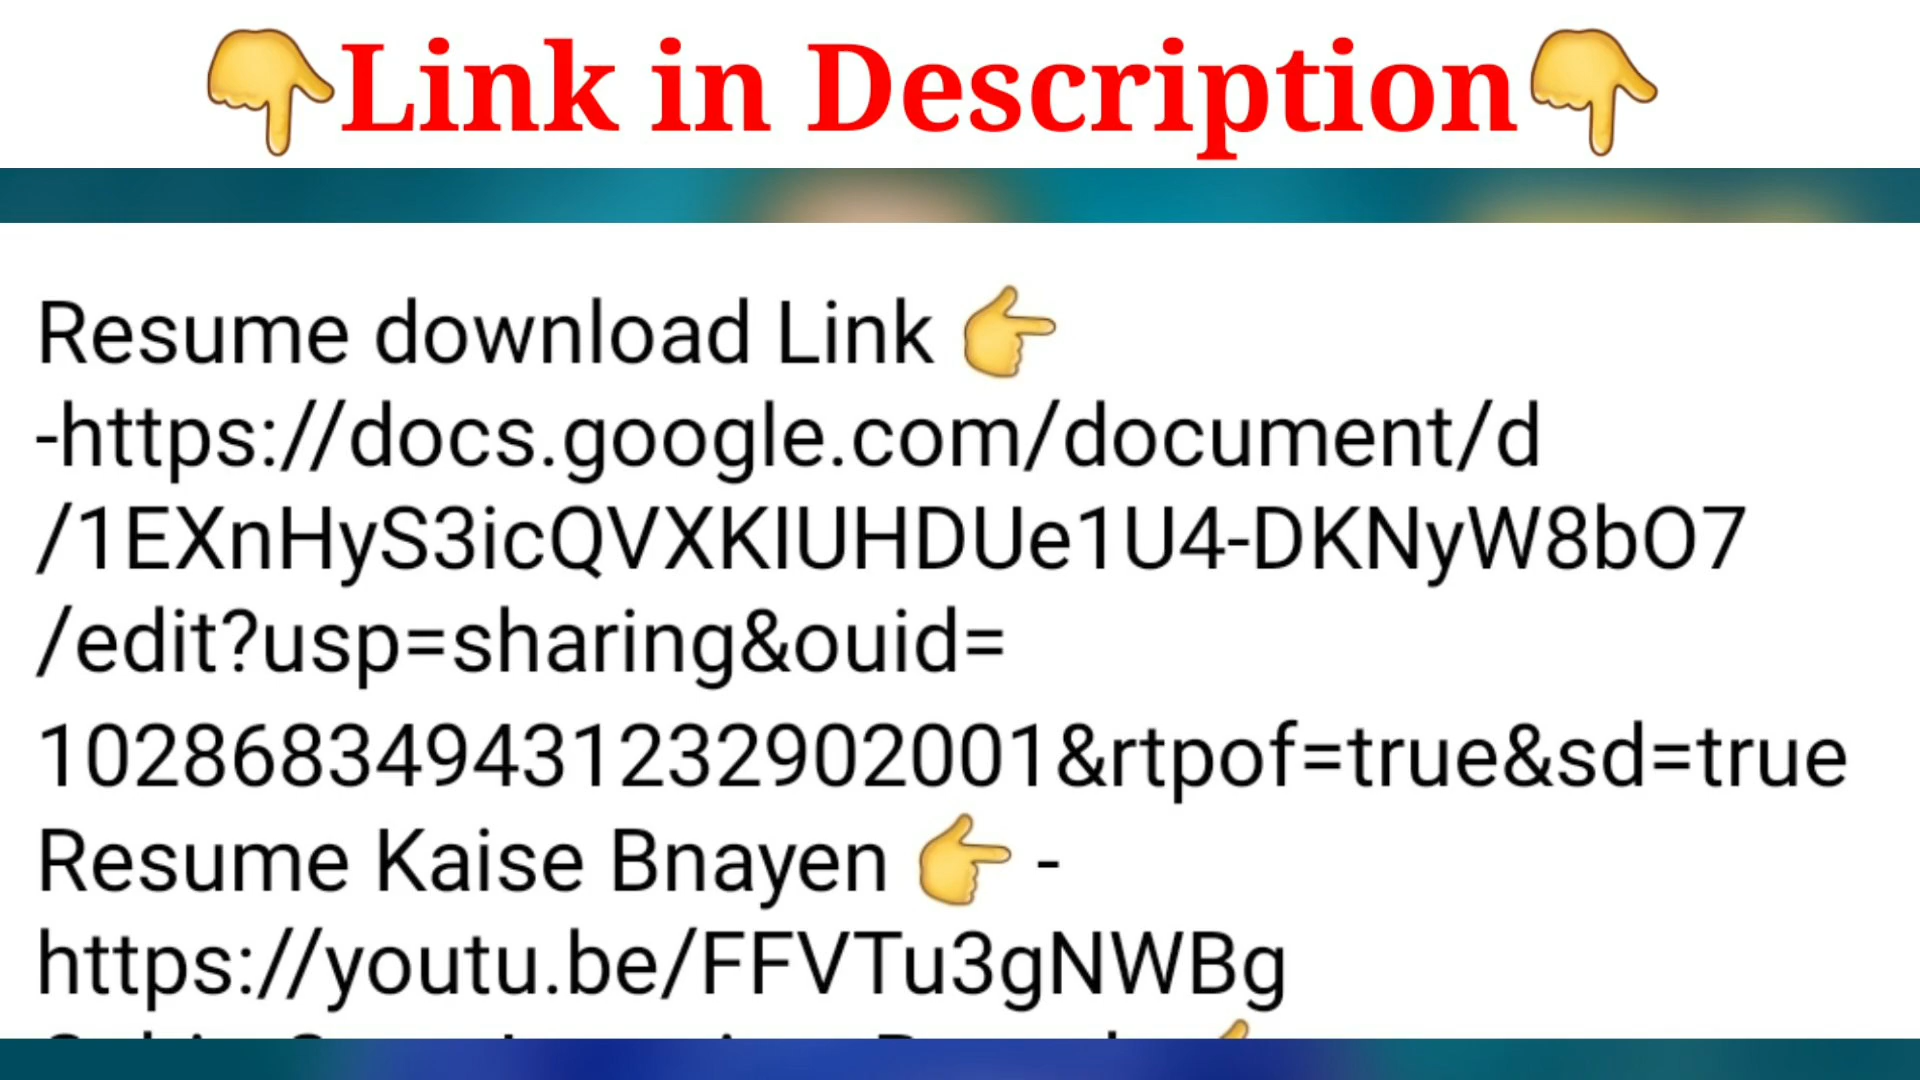 👇Link in Description👇
Resume download Link 👉
-https://docs.google.com/document/d
/1EXnHyS3icQVXKIUHDUe1U4-DKNyW8bO7
/edit?usp=sharing&ouid=
102868349431232902001&rtpof=true&sd=true
Resume Kaise Bnayen 👉 -
https://youtu.be/FFVTu3gNWBg